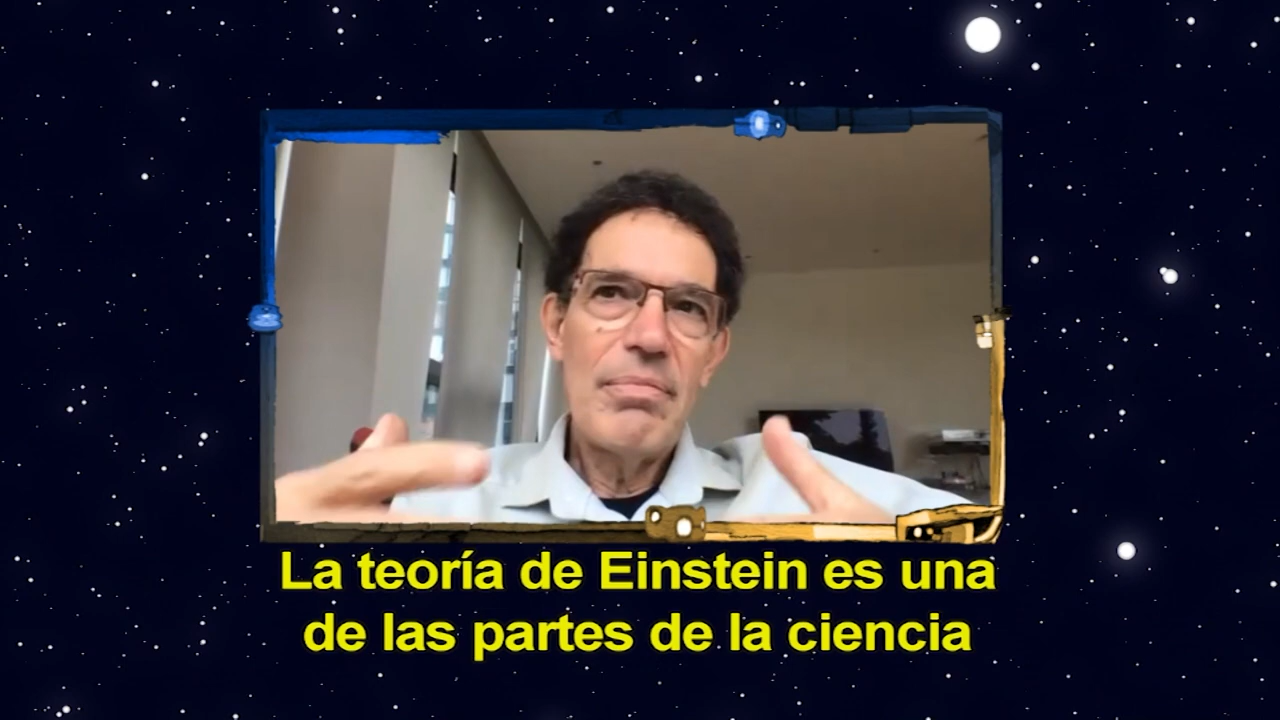 La teoría de Einstein es una
de las partes de la ciencia